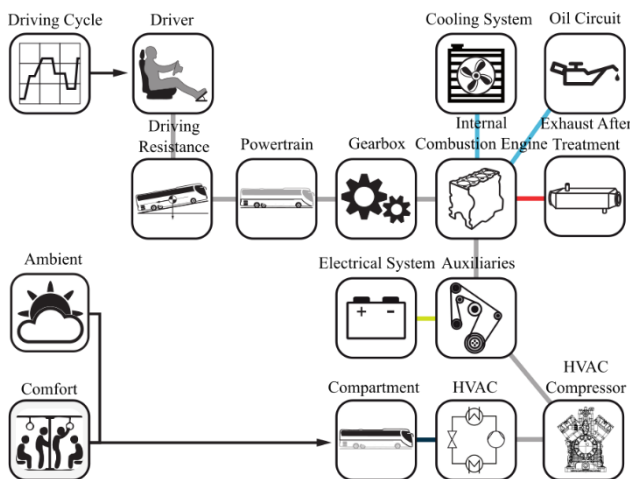 Driving Cycle
Driver
Cooling System
Oil Circuit
Driving
Resistance
Powertrain
Gearbox
Internal
Combustion Engine
Exhaust After
Treatment
Ambient
Electrical System
Auxiliaries
+ -
Comfort
Compartment
HVAC
HVAC
Compressor